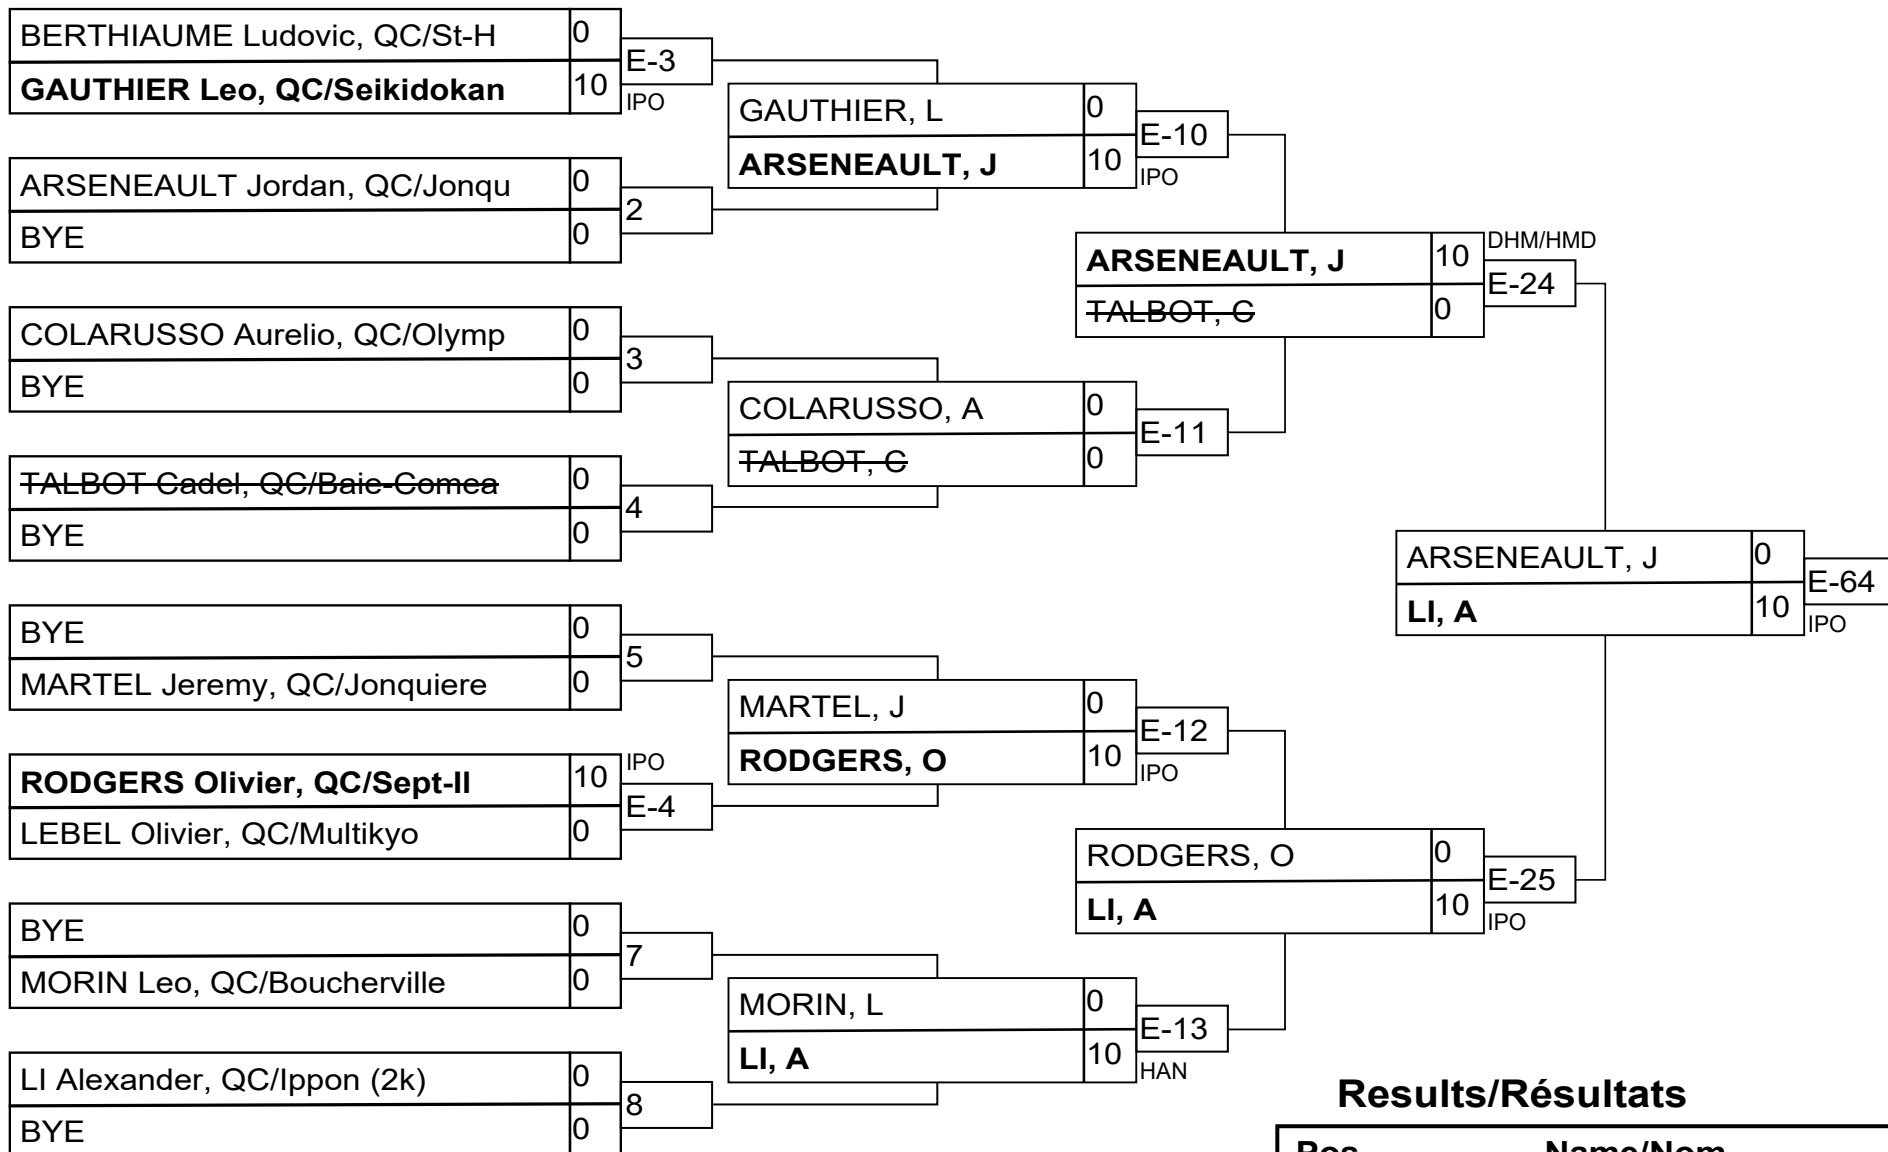 BERTHIAUME Ludovic, QC/St-H 0
GAUTHIER Leo, QC/Seikidokan 10
E-3
IPO
ARSENEAULT Jordan, QC/Jonqu 0
BYE 0
2
COLARUSSO Aurelio, QC/Olymp 0
BYE 0
3
TALBOT Cadel, QC/Baie-Comea 0
BYE 0
4
BYE 0
MARTEL Jeremy, QC/Jonquiere 0
5
RODGERS Olivier, QC/Sept-Il 10
LEBEL Olivier, QC/Multikyo 0
IPO
E-4
BYE 0
MORIN Leo, QC/Boucherville 0
7
LI Alexander, QC/Ippon (2k) 0
BYE 0
8
GAUTHIER, L 0
ARSENEAULT, J 10
E-10
IPO
COLARUSSO, A 0
TALBOT, C 0
E-11
MARTEL, J 0
RODGERS, O 10
E-12
IPO
MORIN, L 0
LI, A 10
E-13
HAN
ARSENEAULT, J 10
TALBOT, C 0
DHM/HMD
E-24
RODGERS, O 0
LI, A 10
E-25
IPO
ARSENEAULT, J 0
LI, A 10
E-64
IPO
Results/Résultats
Pos Name/Nom